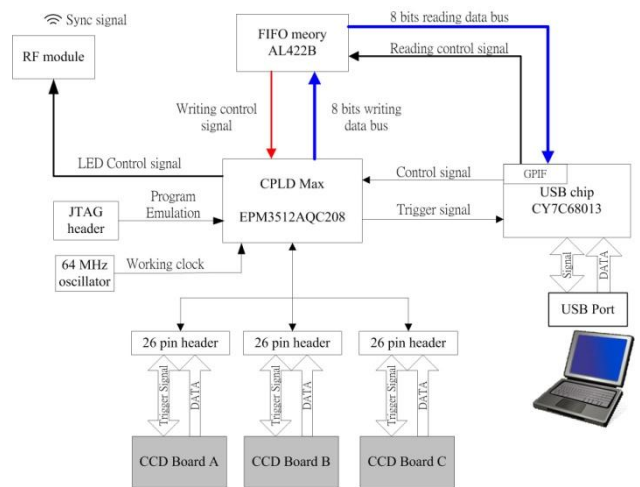 Sync signal
RF module
FIFO meory
AL422B
8 bits reading data bus
Reading control signal
Writing control
signal
8 bits writing
data bus
LED Control signal
CPLD Max
EPM3512AQC208
Control signal
Trigger signal
GPIF
USB chip
CY7C68013
JTAG
header
Program
Emulation
64 MHz
oscillator
Working clock
Signal
DATA
USB Port
26 pin header
26 pin header
26 pin header
Trigger Signal
DATA
Trigger Signal
DATA
Trigger Signal
DATA
CCD Board A
CCD Board B
CCD Board C